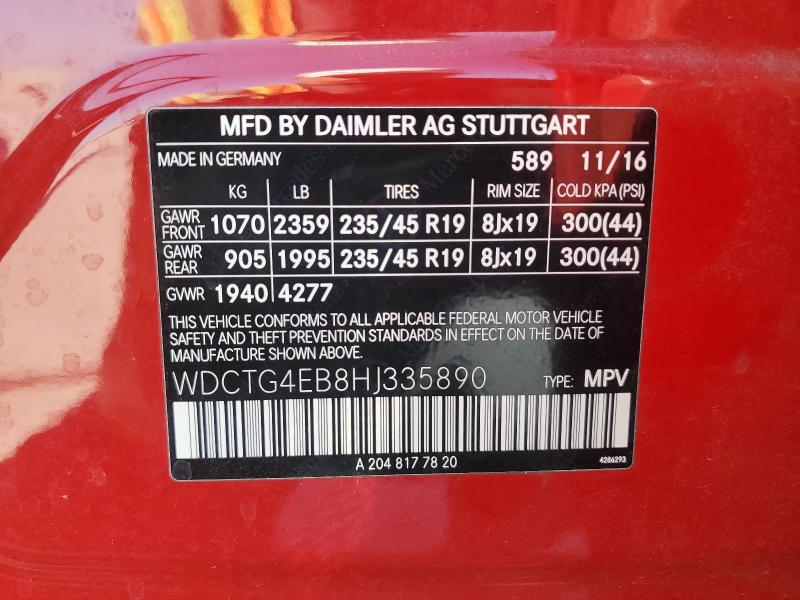 MFD BY DAIMLER AG STUTTGART
MADE IN GERMANY 589 11/16
KG LB TIRES RIM SIZE COLD KPA(PSI)
GAWR FRONT 1070 2359 235/45 R19 8Jx19 300(44)
GAWR REAR 905 1995 235/45 R19 8Jx19 300(44)
GVWR 1940 4277
THIS VEHICLE CONFORMS TO ALL APPLICABLE FEDERAL MOTOR VEHICLE
SAFETY AND THEFT PREVENTION STANDARDS IN EFFECT ON THE DATE OF
MANUFACTURE SHOWN ABOVE.
WDCTG4EB8HJ335890 TYPE: MPV
A 204 817 78 20 4286293